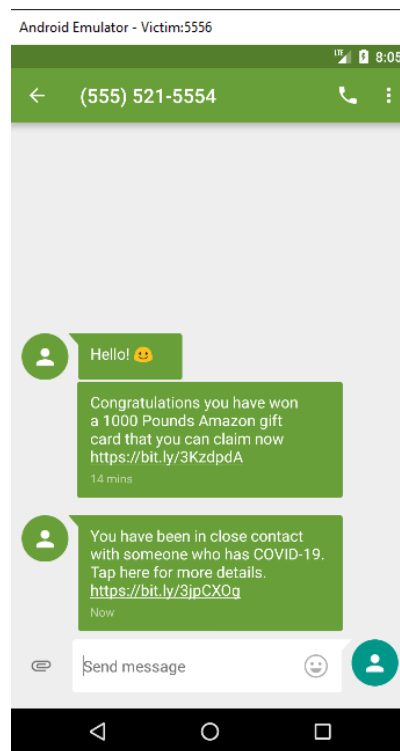 Android Emulator - Victim:5556
LTE 8:05
(555) 521-5554
Hello! 🙂
Congratulations you have won
a 1000 Pounds Amazon gift
card that you can claim now
https://bit.ly/3KzdpdA
14 mins
You have been in close contact
with someone who has COVID-19.
Tap here for more details.
https://bit.ly/3jpCXOg
Now
Send message